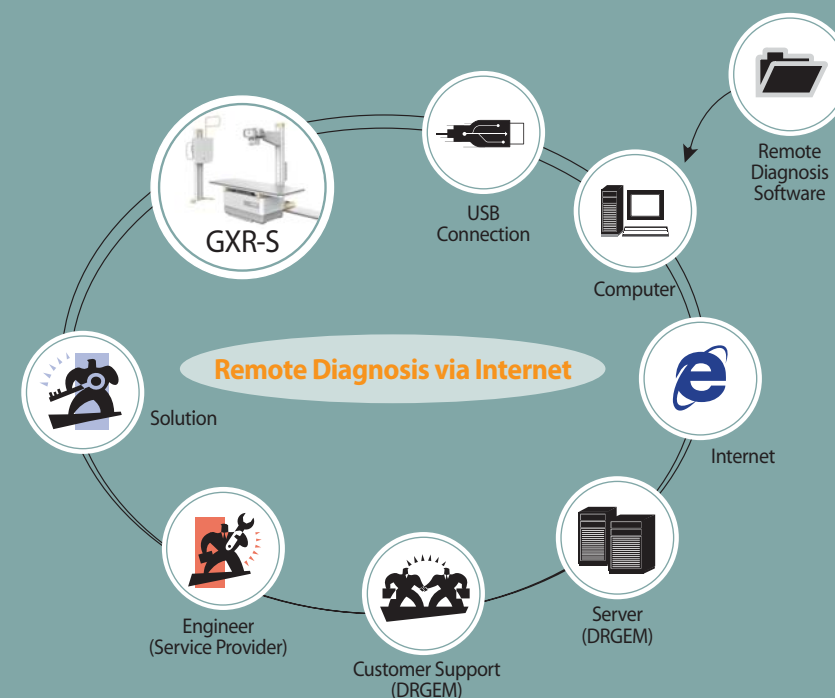 Remote
Diagnosis
Software
GXR-S
USB
Connection
Computer
Remote Diagnosis via Internet
Solution
Internet
Engineer
(Service Provider)
Customer Support
(DRGEM)
Server
(DRGEM)